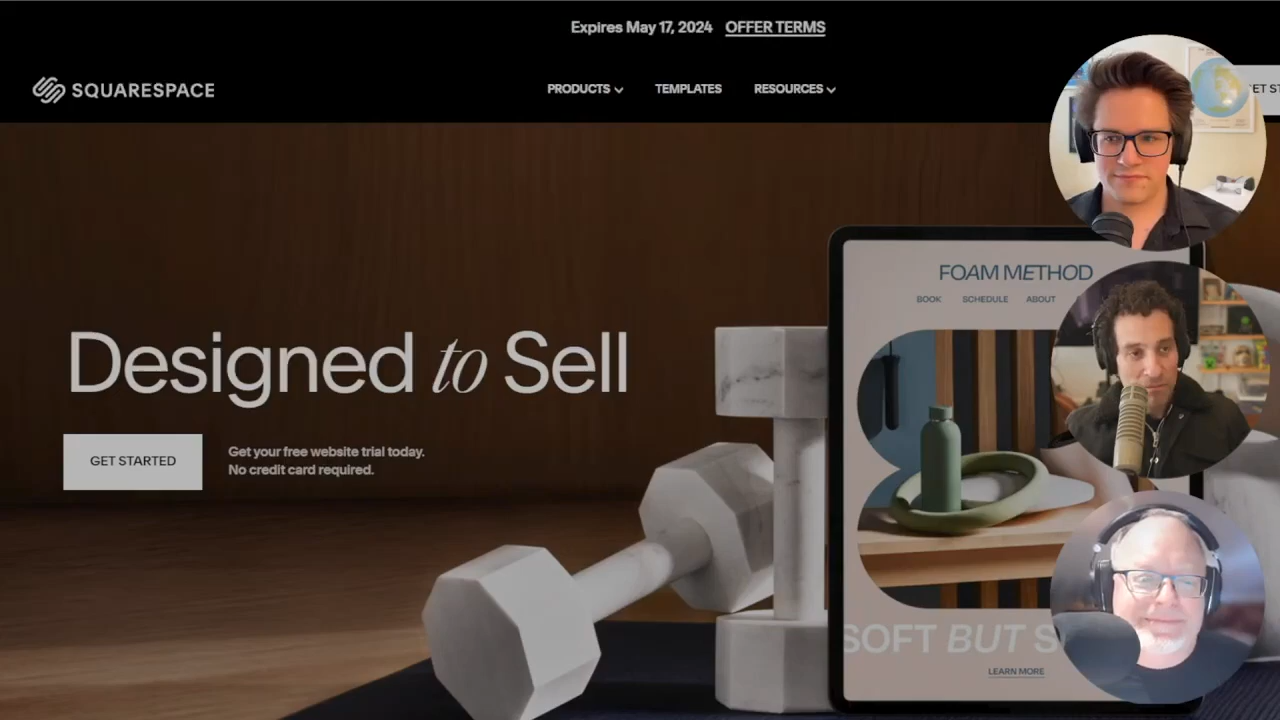 Expires May 17, 2024 OFFER TERMS
SQUARESPACE
PRODUCTS TEMPLATES RESOURCES
Designed to Sell
GET STARTED
Get your free website trial today.
No credit card required.
FOAM METHOD
BOOK SCHEDULE ABOUT
SOFT BUT
LEARN MORE